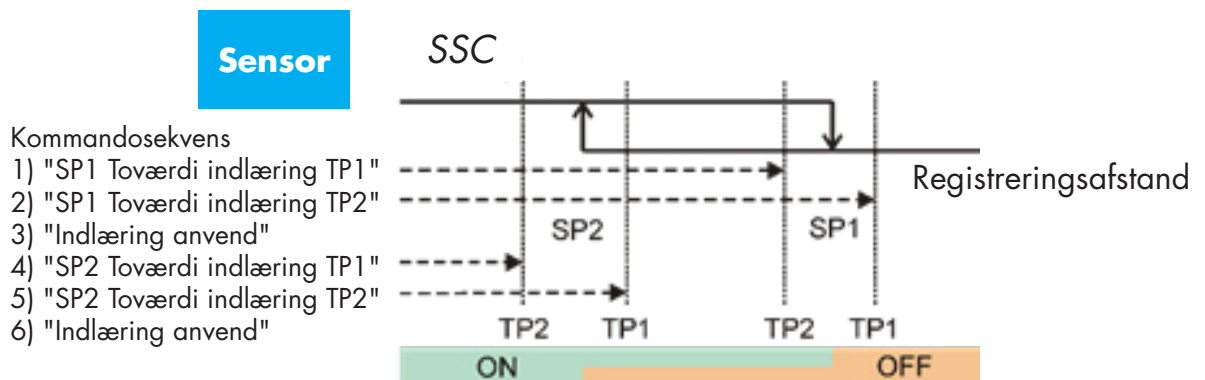 Sensor
SSC
Kommandosekvens
1) "SP1 Toværdi indlæring TP1"
2) "SP1 Toværdi indlæring TP2"
3) "Indlæring anvend"
4) "SP2 Toværdi indlæring TP1"
5) "SP2 Toværdi indlæring TP2"
6) "Indlæring anvend"
Registreringsafstand
SP2 SP1
TP2 TP1 TP2 TP1
ON OFF